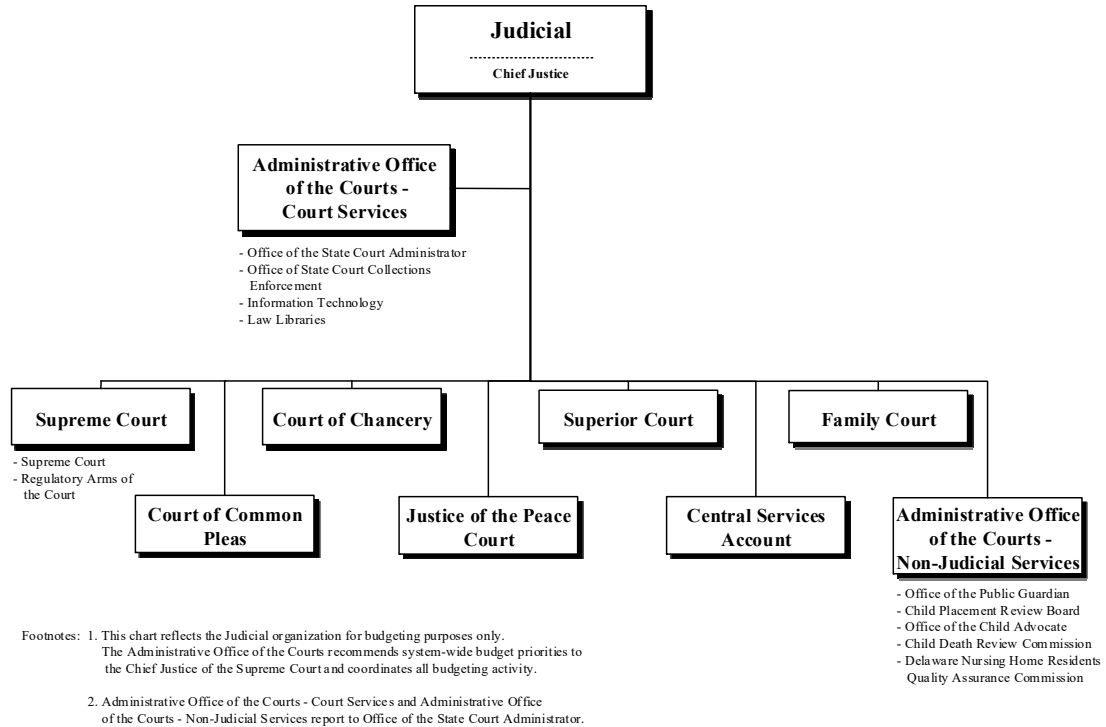 Judicial
Chief Justice
Administrative Office
of the Courts -
Court Services
- Office of the State Court Administrator
- Office of State Court Collections
Enforcement
- Information Technology
- Law Libraries
Supreme Court
- Supreme Court
- Regulatory Arms of
the Court
Court of Chancery
Superior Court
Family Court
Court of Common
Pleas
Justice of the Peace
Court
Central Services
Account
Administrative Office
of the Courts -
Non-Judicial Services
- Office of the Public Guardian
- Child Placement Review Board
- Office of the Child Advocate
- Child Death Review Commission
- Delaware Nursing Home Residents
Quality Assurance Commission
Footnotes: 1. This chart reflects the Judicial organization for budgeting purposes only.
The Administrative Office of the Courts recommends system-wide budget priorities to
the Chief Justice of the Supreme Court and coordinates all budgeting activity.
2. Administrative Office of the Courts - Court Services and Administrative Office
of the Courts - Non-Judicial Services report to Office of the State Court Administrator.